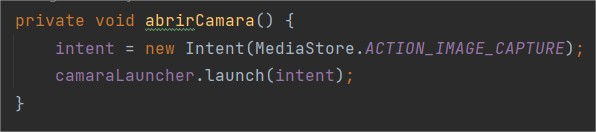 private void abrirCamara() {
    intent = new Intent(MediaStore.ACTION_IMAGE_CAPTURE);
    camaraLauncher.launch(intent);
}